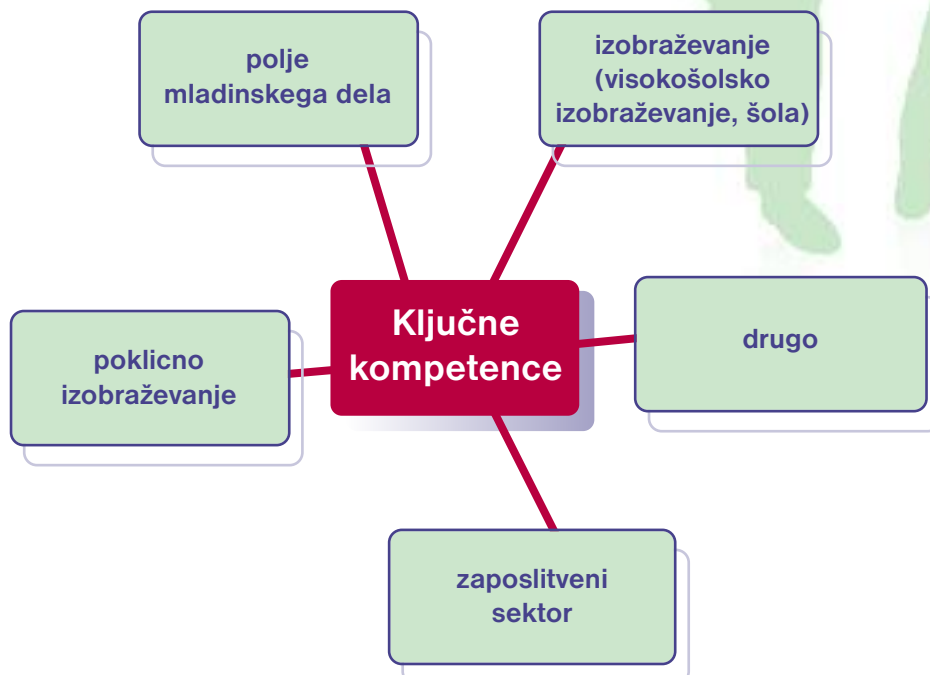 polje
mladinskega dela
izobraževanje
(visokošolsko
izobraževanje, šola)
Ključne
kompetence
drugo
poklicno
izobraževanje
zaposlitveni
sektor